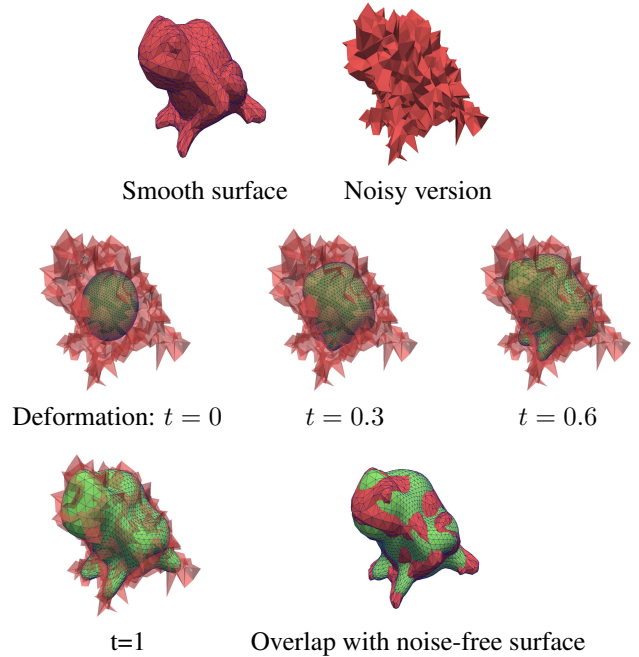 Smooth surface Noisy version
Deformation: t = 0 t = 0.3 t = 0.6
t=1 Overlap with noise-free surface